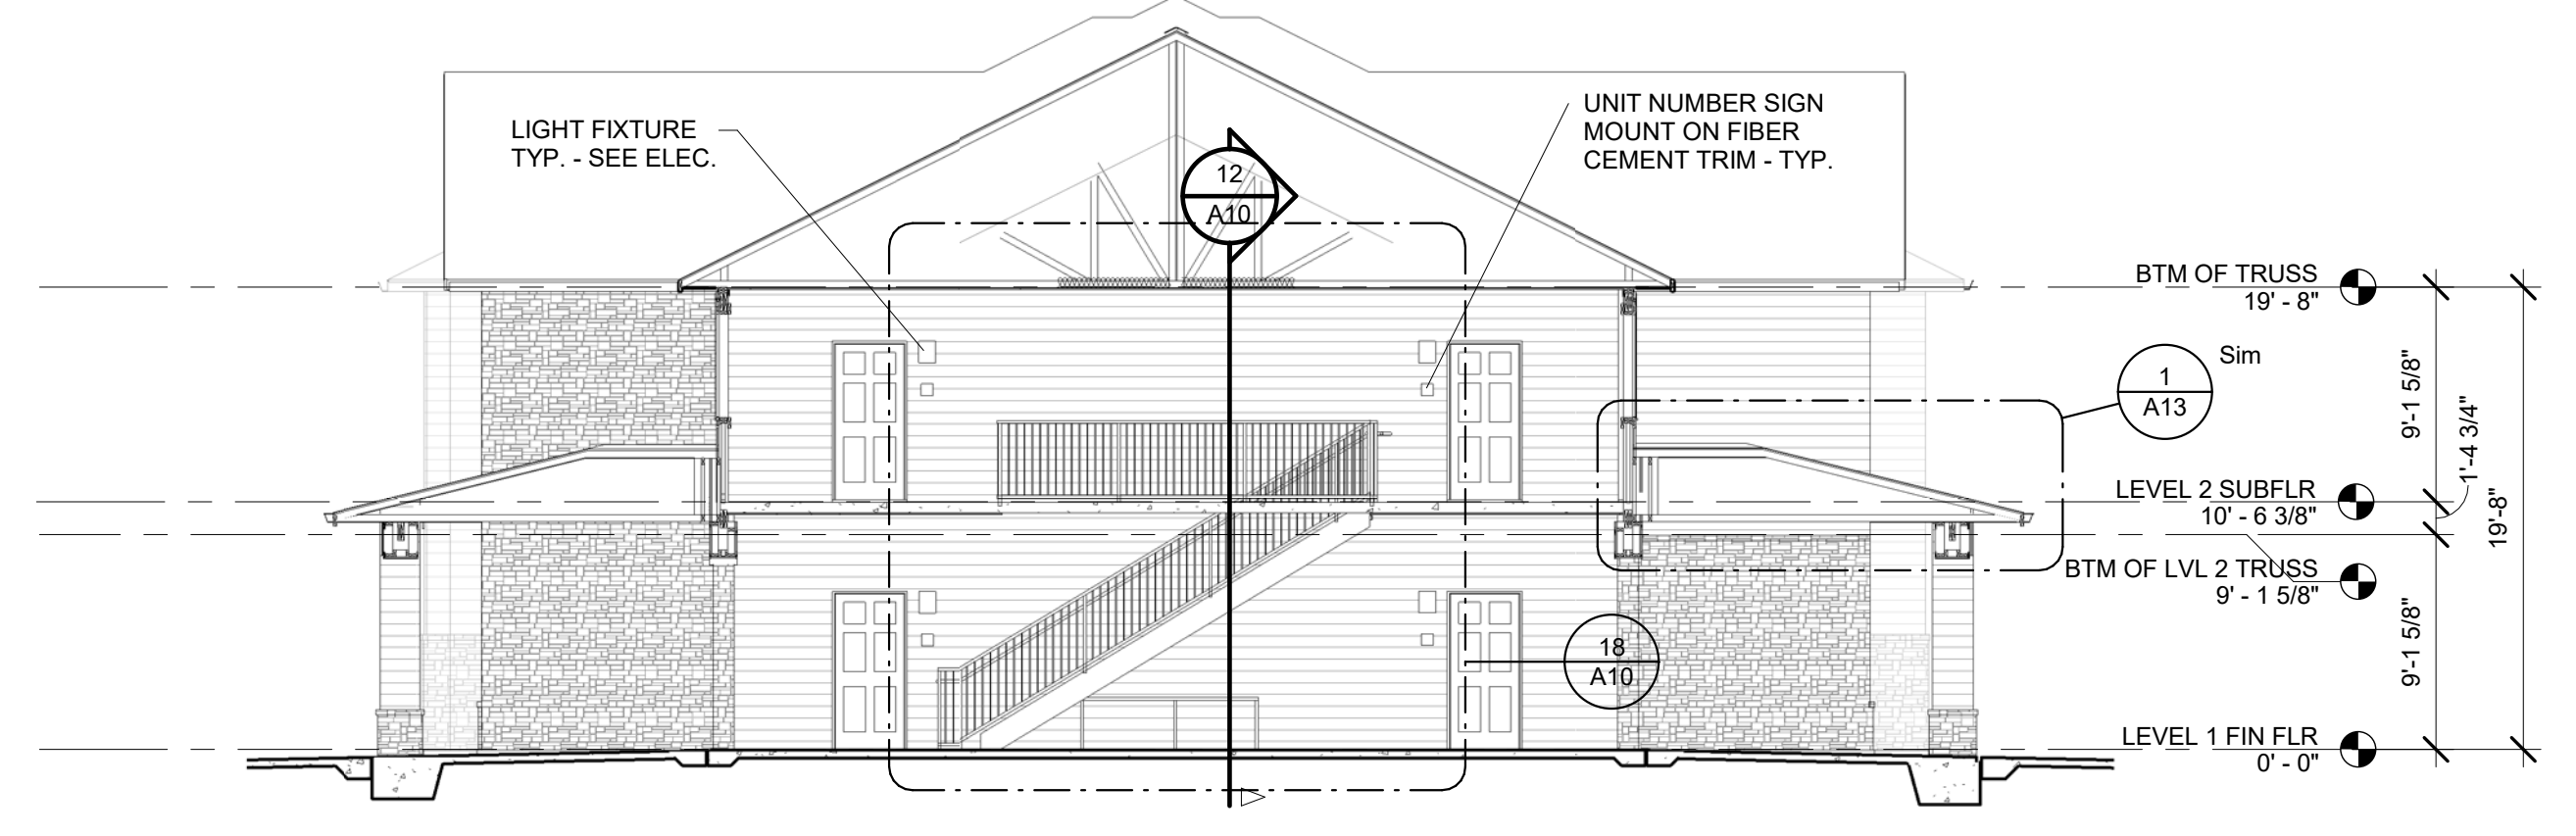 LIGHT FIXTURE
TYP. - SEE ELEC.
UNIT NUMBER SIGN
MOUNT ON FIBER
CEMENT TRIM - TYP.
12
A10
BTM OF TRUSS
19' - 8"
Sim
1
A13
9'-1 5/8"
1'-4 3/4"
LEVEL 2 SUBFLR
10' - 6 3/8"
19'-8"
BTM OF LVL 2 TRUSS
9' - 1 5/8"
9'-1 5/8"
18
A10
LEVEL 1 FIN FLR
0' - 0"